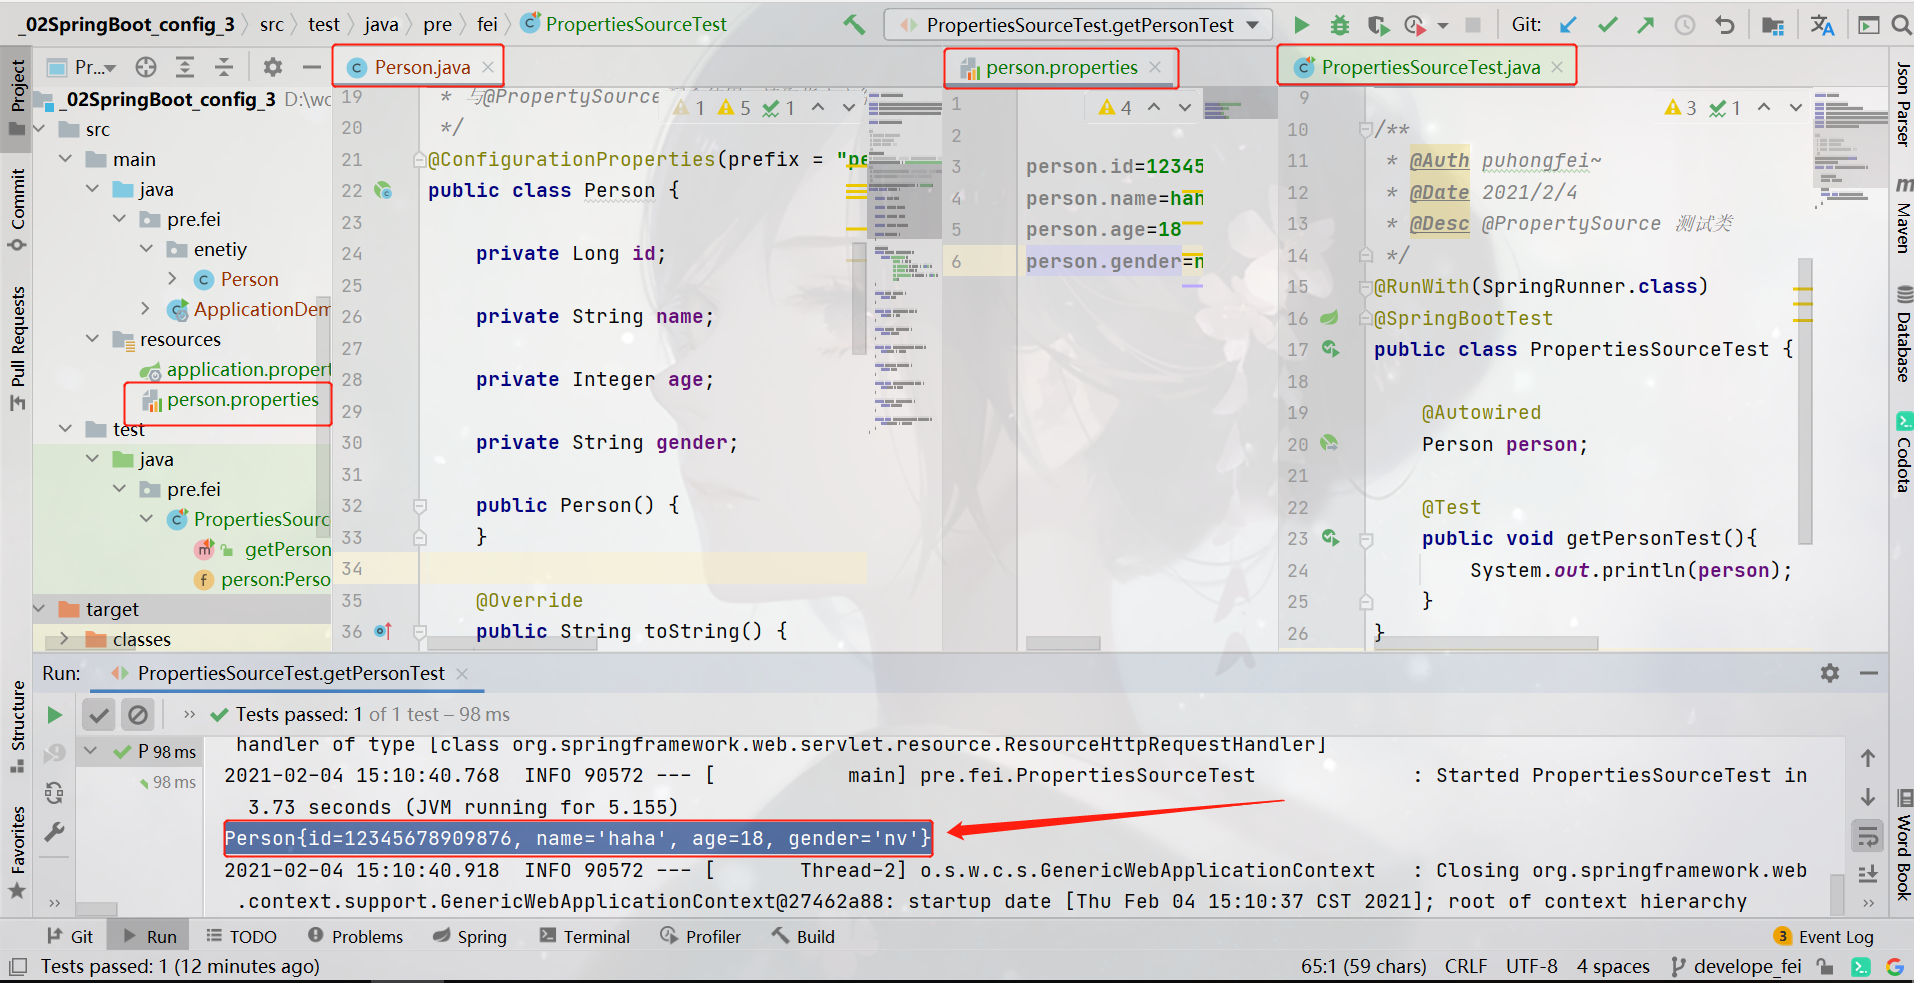 _02SpringBoot_config_3 〉 src 〉 test 〉 java 〉 pre 〉 fei 〉 PropertiesSourceTest
PropertiesSourceTest.getPersonTest
Git:
Project
Commit
Pull Requests
Structure
Favorites
Pr...
_02SpringBoot_config_3 D:\wo
src
main
java
pre.fei
enetiy
Person
ApplicationDem
resources
application.propert
person.properties
test
java
pre.fei
PropertiesSourc
getPerson
person:Perso
target
classes
Person.java
1 5 1
19 * 与@PropertySource
20 */
21 @ConfigurationProperties(prefix = "pe
22 public class Person {
23
24 private Long id;
25
26 private String name;
27
28 private Integer age;
29
30 private String gender;
31
32 public Person() {
33 }
34
35 @Override
36 public String toString() {
person.properties
4
1
2
3 person.id=12345
4 person.name=hah
5 person.age=18
6 person.gender=n
PropertiesSourceTest.java
3 1
9
10 /**
11 * @Auth puhongfei~
12 * @Date 2021/2/4
13 * @Desc @PropertySource 测试类
14 */
15 @RunWith(SpringRunner.class)
16 @SpringBootTest
17 public class PropertiesSourceTest {
18
19 @Autowired
20 Person person;
21
22 @Test
23 public void getPersonTest(){
24 System.out.println(person);
25 }
26 }
Json Parser
Maven
Database
Codota
Word Book
Run: PropertiesSourceTest.getPersonTest
Tests passed: 1 of 1 test – 98 ms
P 98 ms
98 ms
handler of type [class org.springframework.web.servlet.resource.ResourceHttpRequestHandler]
2021-02-04 15:10:40.768 INFO 90572 --- [ main] pre.fei.PropertiesSourceTest : Started PropertiesSourceTest in
3.73 seconds (JVM running for 5.155)
Person{id=12345678909876, name='haha', age=18, gender='nv'}
2021-02-04 15:10:40.918 INFO 90572 --- [ Thread-2] o.s.w.c.s.GenericWebApplicationContext : Closing org.springframework.web
.context.support.GenericWebApplicationContext@27462a88: startup date [Thu Feb 04 15:10:37 CST 2021]; root of context hierarchy
Git Run TODO Problems Spring Terminal Profiler Build 3 Event Log
Tests passed: 1 (12 minutes ago) 65:1 (59 chars) CRLF UTF-8 4 spaces develope_fei